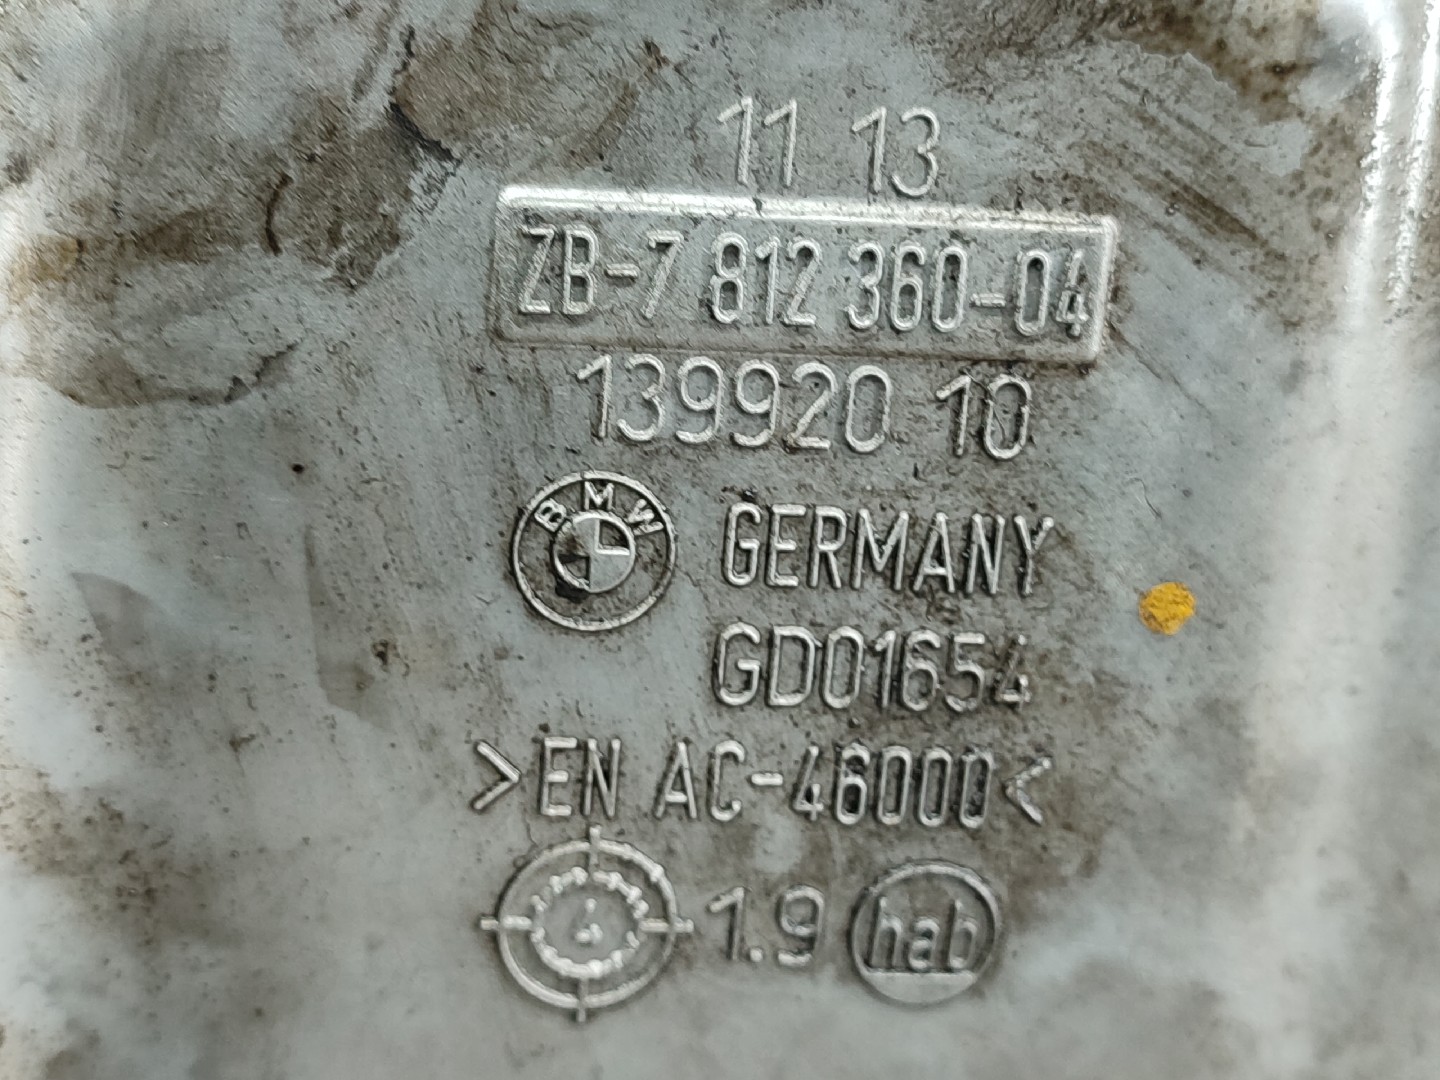 11 13
ZB-7 812 360-04
139920 10
BMW GERMANY
GD01654
>EN AC-46000<
1.9 hab